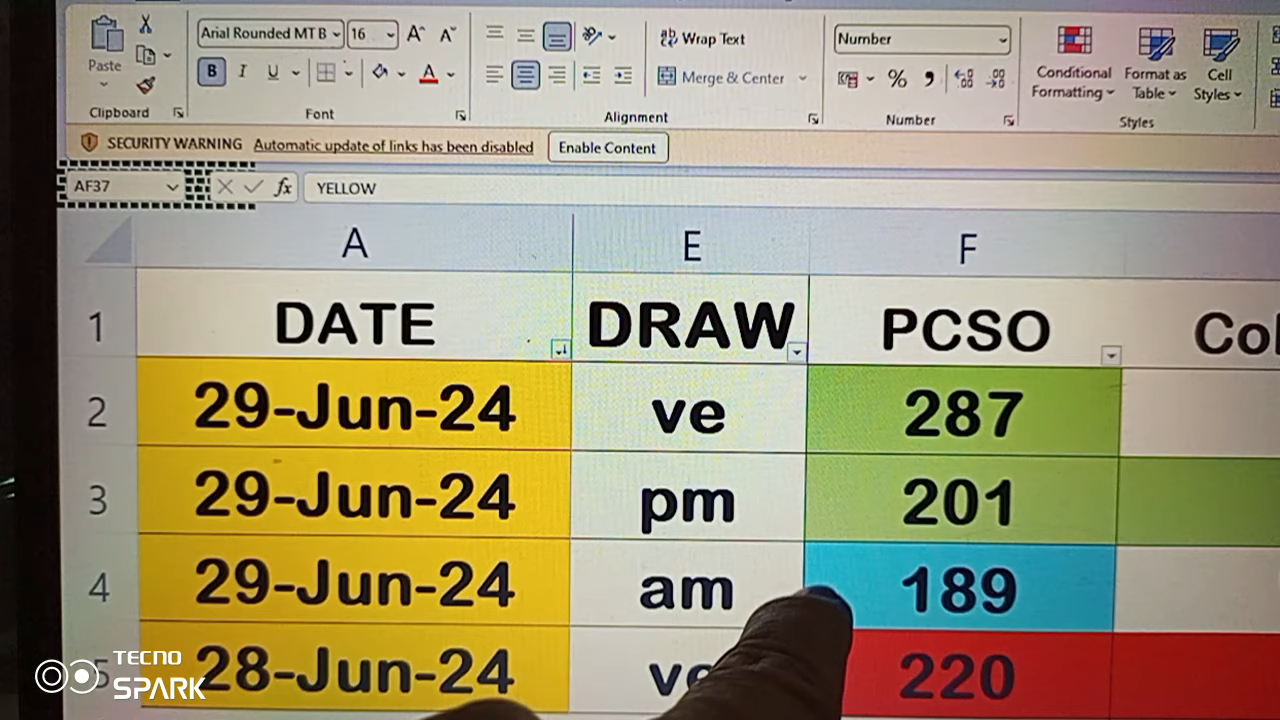 Arial Rounded MT B 16 A^ A˅
Wrap Text
Number
Paste
B I U A
Merge & Center
% ,
Conditional Formatting
Format as Table
Cell Styles
Clipboard
Font
Alignment
Number
Styles
SECURITY WARNING Automatic update of links has been disabled Enable Content
AF37 fx YELLOW
A E F
1 DATE DRAW PCSO Col
2 29-Jun-24 ve 287
3 29-Jun-24 pm 201
4 29-Jun-24 am 189
5 28-Jun-24 220
TECNO
SPARK